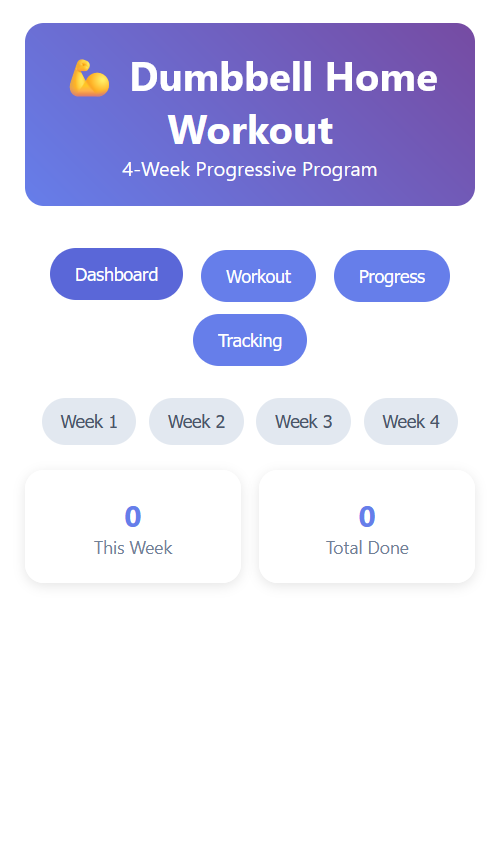 💪 Dumbbell Home
Workout
4-Week Progressive Program
Dashboard
Workout
Progress
Tracking
Week 1
Week 2
Week 3
Week 4
0
This Week
0
Total Done